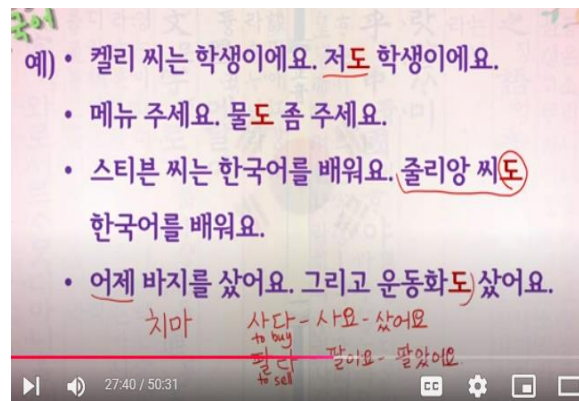 국어
예) • 켈리 씨는 학생이에요. 저도 학생이에요.
• 메뉴 주세요. 물도 좀 주세요.
• 스티븐 씨는 한국어를 배워요. 줄리앙 씨도
한국어를 배워요.
• 어제 바지를 샀어요. 그리고 운동화도 샀어요.
치마 사다 - 사요 - 샀어요
to buy
팔다 팔아요 - 팔았어요.
to sell
27:40 / 50:31
CC